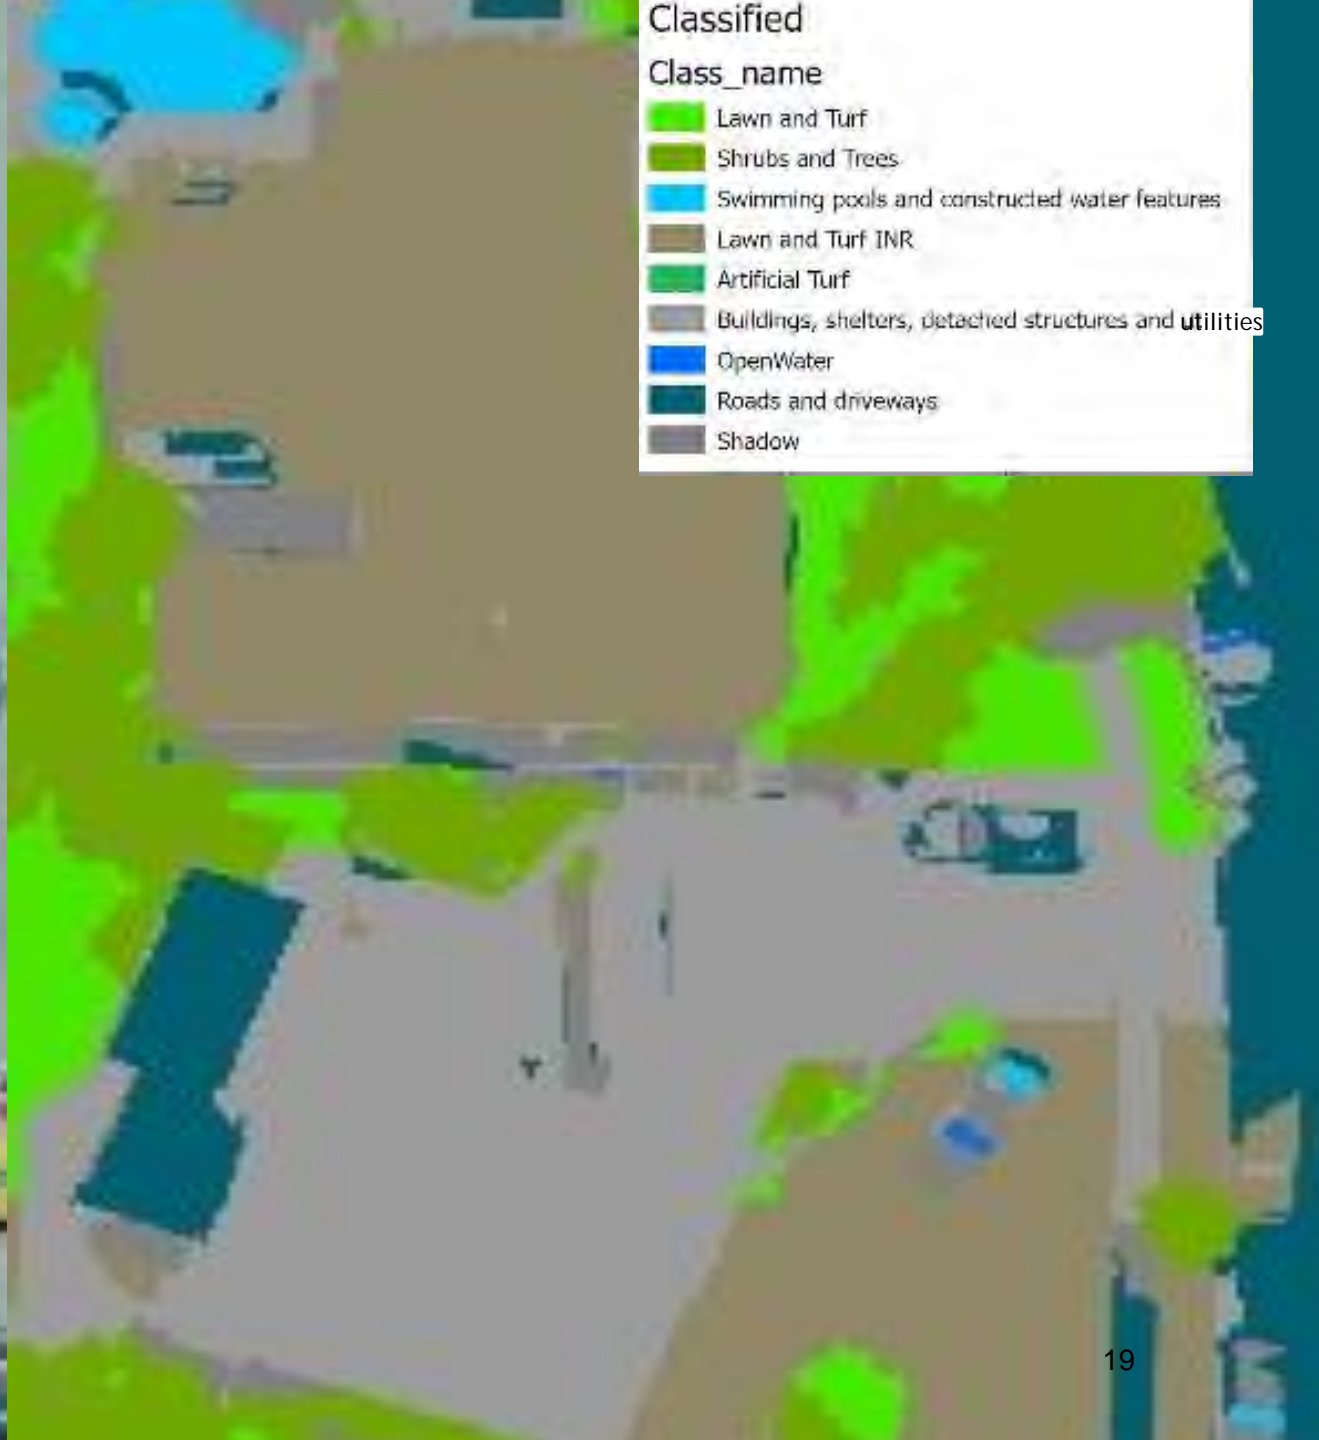 Classified
Class_name
Lawn and Turf
Shrubs and Trees
Swimming pools and constructed water features
Lawn and Turf INR
Artificial Turf
Buildings, shelters, detached structures and utilities
OpenWater
Roads and driveways
Shadow
19